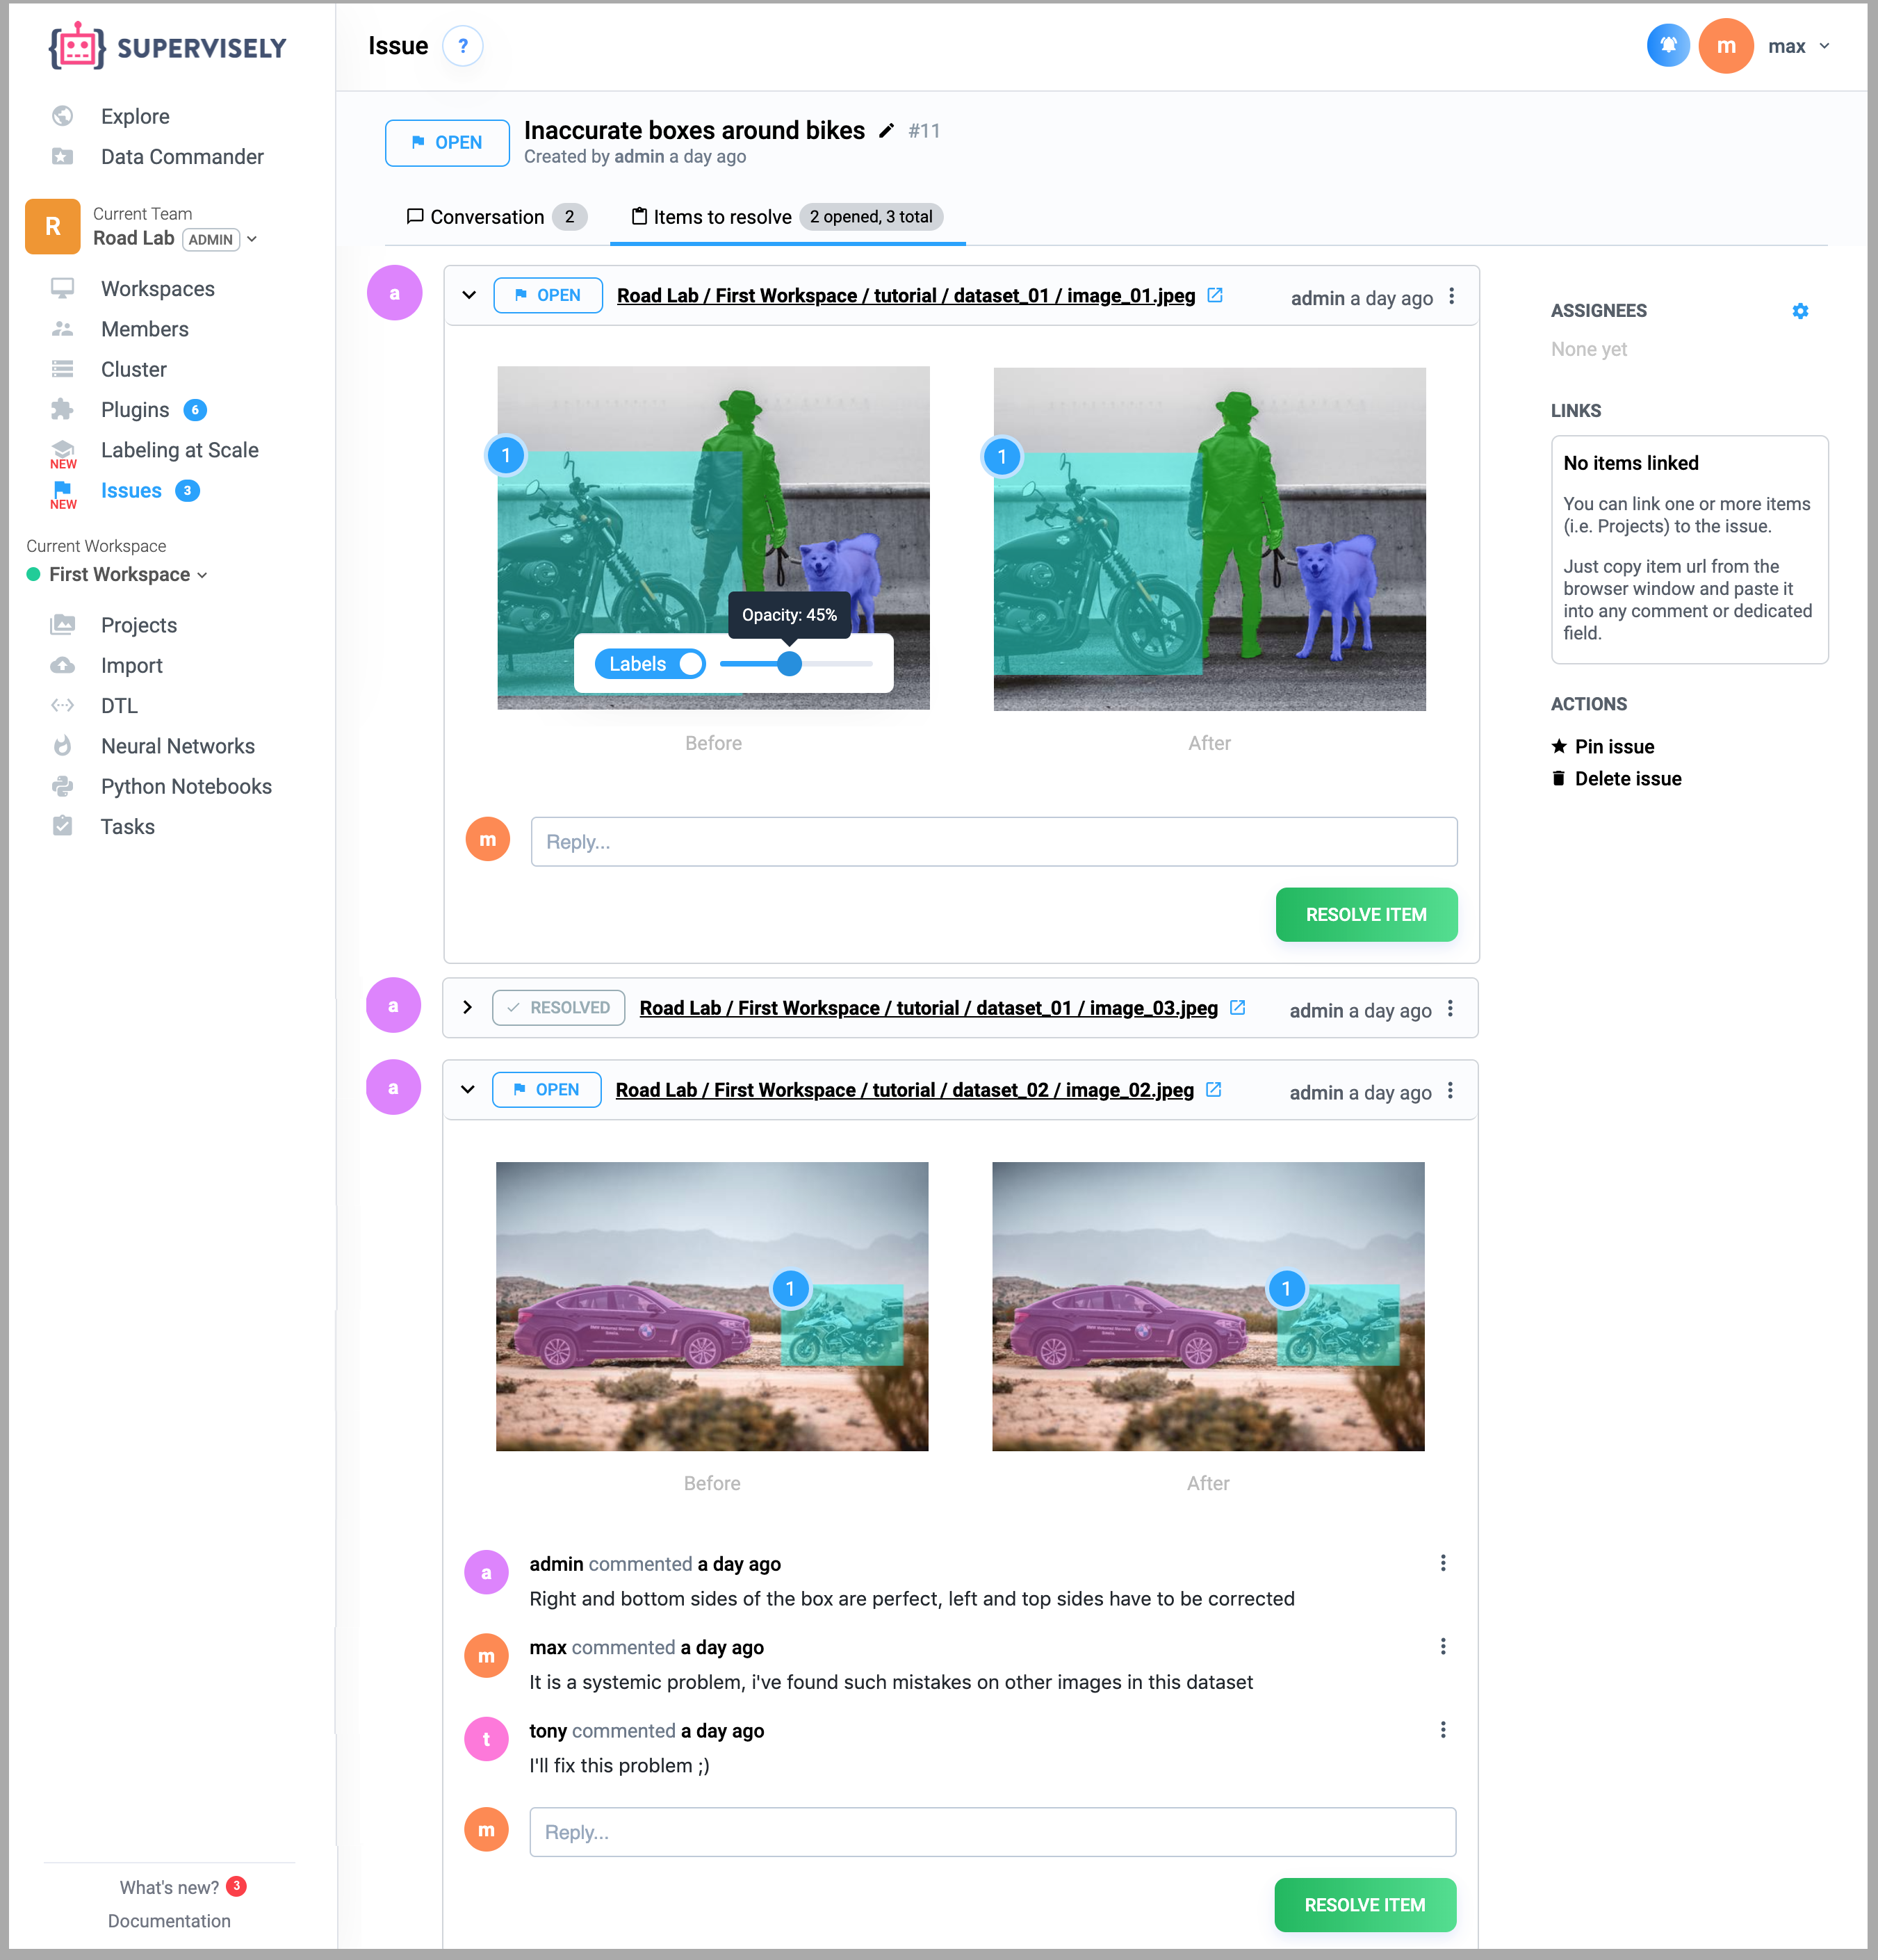 SUPERVISELY
Explore
Data Commander
R
Current Team
Road Lab ADMIN
Workspaces
Members
Cluster
Plugins 6
Labeling at Scale
NEW
Issues 3
NEW
Current Workspace
First Workspace
Projects
Import
DTL
Neural Networks
Python Notebooks
Tasks
What's new? 3
Documentation
Issue ?
m max
OPEN
Inaccurate boxes around bikes #11
Created by admin a day ago
Conversation 2
Items to resolve 2 opened, 3 total
a
OPEN Road Lab / First Workspace / tutorial / dataset_01 / image_01.jpeg admin a day ago
1
1
Opacity: 45%
Labels
Before
After
m
Reply...
RESOLVE ITEM
a
RESOLVED Road Lab / First Workspace / tutorial / dataset_01 / image_03.jpeg admin a day ago
a
OPEN Road Lab / First Workspace / tutorial / dataset_02 / image_02.jpeg admin a day ago
1
1
Before
After
a
admin commented a day ago
Right and bottom sides of the box are perfect, left and top sides have to be corrected
m
max commented a day ago
It is a systemic problem, i've found such mistakes on other images in this dataset
t
tony commented a day ago
I'll fix this problem ;)
m
Reply...
RESOLVE ITEM
ASSIGNEES
None yet
LINKS
No items linked
You can link one or more items
(i.e. Projects) to the issue.
Just copy item url from the
browser window and paste it
into any comment or dedicated
field.
ACTIONS
Pin issue
Delete issue